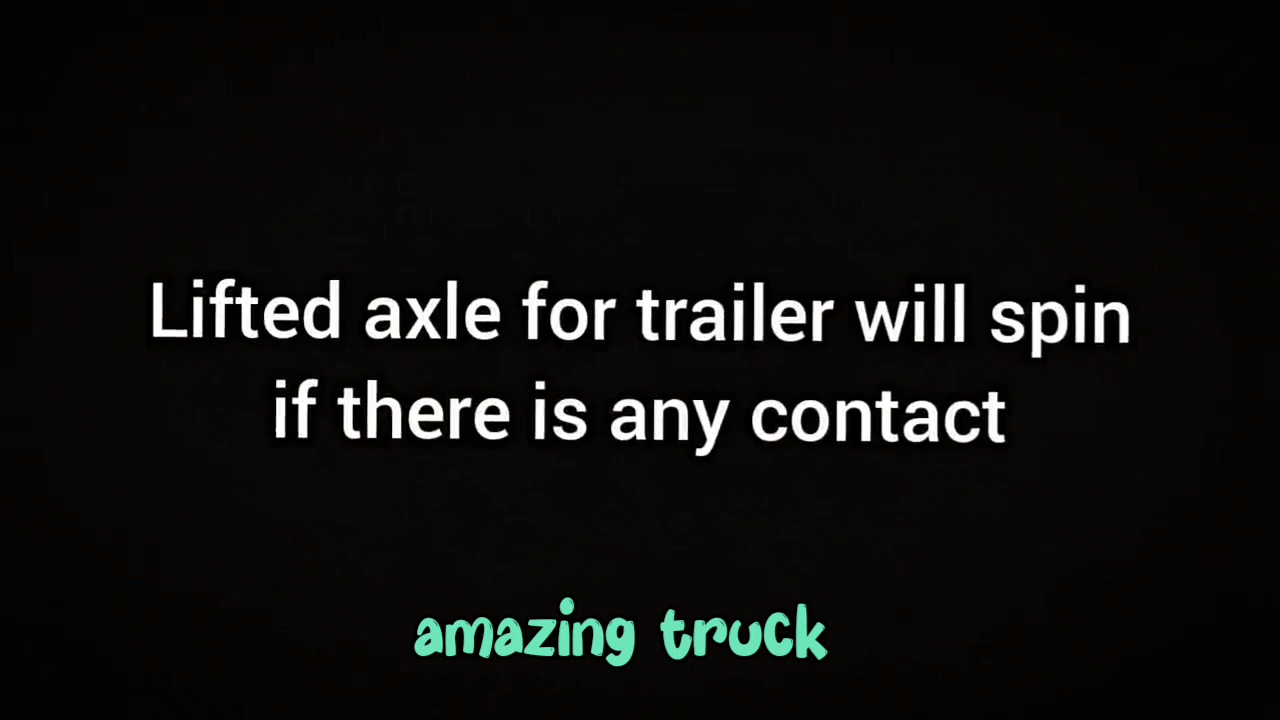 Lifted axle for trailer will spin
if there is any contact
amazing truck